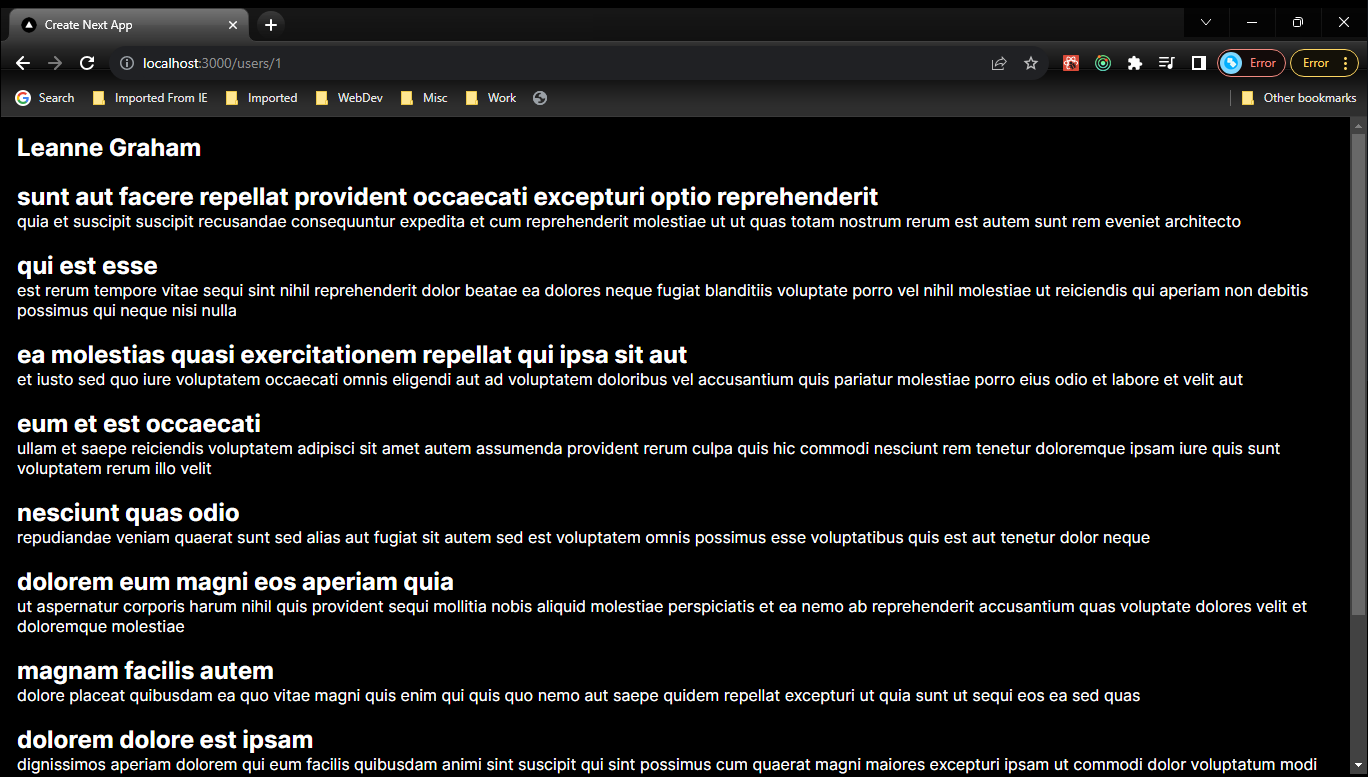 Create Next App
localhost:3000/users/1
Error
Error
Search
Imported From IE
Imported
WebDev
Misc
Work
Other bookmarks
Leanne Graham
sunt aut facere repellat provident occaecati excepturi optio reprehenderit
quia et suscipit suscipit recusandae consequuntur expedita et cum reprehenderit molestiae ut ut quas totam nostrum rerum est autem sunt rem eveniet architecto
qui est esse
est rerum tempore vitae sequi sint nihil reprehenderit dolor beatae ea dolores neque fugiat blanditiis voluptate porro vel nihil molestiae ut reiciendis qui aperiam non debitis
possimus qui neque nisi nulla
ea molestias quasi exercitationem repellat qui ipsa sit aut
et iusto sed quo iure voluptatem occaecati omnis eligendi aut ad voluptatem doloribus vel accusantium quis pariatur molestiae porro eius odio et labore et velit aut
eum et est occaecati
ullam et saepe reiciendis voluptatem adipisci sit amet autem assumenda provident rerum culpa quis hic commodi nesciunt rem tenetur doloremque ipsam iure quis sunt
voluptatem rerum illo velit
nesciunt quas odio
repudiandae veniam quaerat sunt sed alias aut fugiat sit autem sed est voluptatem omnis possimus esse voluptatibus quis est aut tenetur dolor neque
dolorem eum magni eos aperiam quia
ut aspernatur corporis harum nihil quis provident sequi mollitia nobis aliquid molestiae perspiciatis et ea nemo ab reprehenderit accusantium quas voluptate dolores velit et
doloremque molestiae
magnam facilis autem
dolore placeat quibusdam ea quo vitae magni quis enim qui quis quo nemo aut saepe quidem repellat excepturi ut quia sunt ut sequi eos ea sed quas
dolorem dolore est ipsam
dignissimos aperiam dolorem qui eum facilis quibusdam animi sint suscipit qui sint possimus cum quaerat magni maiores excepturi ipsam ut commodi dolor voluptatum modi